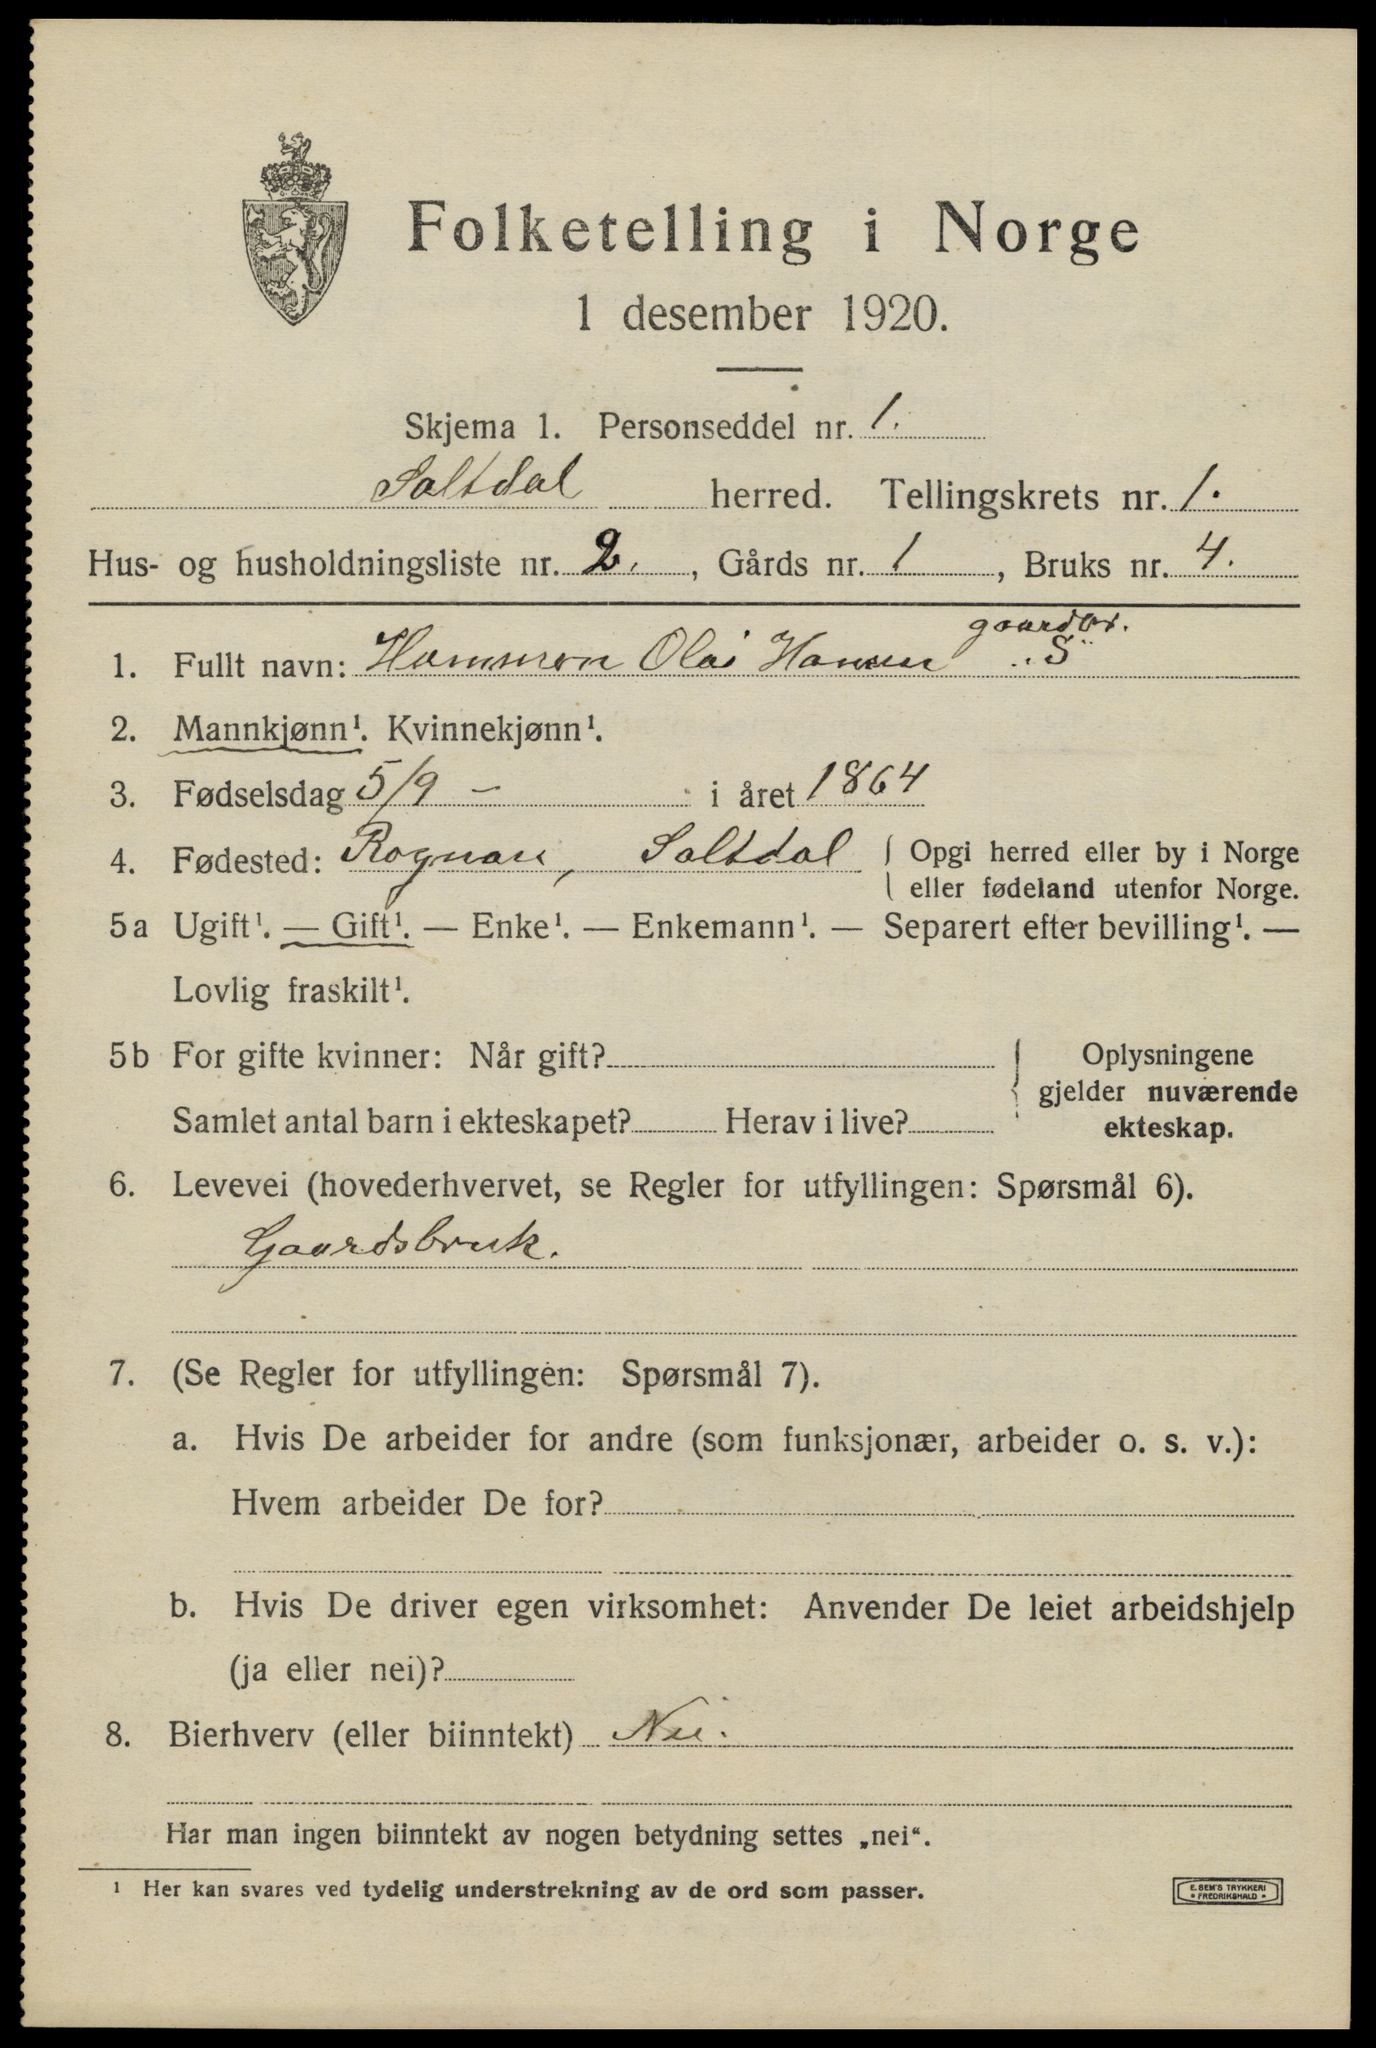 Folketelling i Norge
1 desember 1920.
Skjema 1. Personseddel nr. 1.
Saltdal herred. Tellingskrets nr. 1.
Hus- og husholdningsliste nr. 2., Gårds nr. 1, Bruks nr. 4.
gaardbr.
1. Fullt navn: Hammron Olai Hansen „S“
2. Mannkjønn¹. Kvinnekjønn¹.
3. Fødselsdag 5/9 – i året 1864
4. Fødested: Rognan, Saltdal { Opgi herred eller by i Norge
eller fødeland utenfor Norge.
5a Ugift¹. — Gift¹. — Enke¹. — Enkemann¹. — Separert efter bevilling¹. —
Lovlig fraskilt¹.
5b For gifte kvinner: Når gift? Oplysningene
gjelder nuværende
Samlet antal barn i ekteskapet? Herav i live? ekteskap.
6. Levevei (hovederhvervet, se Regler for utfyllingen: Spørsmål 6).
Gaardsbruk.
7. (Se Regler for utfyllingen: Spørsmål 7).
a. Hvis De arbeider for andre (som funksjonær, arbeider o. s. v.):
Hvem arbeider De for?
b. Hvis De driver egen virksomhet: Anvender De leiet arbeidshjelp
(ja eller nei)?
8. Bierhverv (eller biinntekt) Nei.
Har man ingen biinntekt av nogen betydning settes „nei“.
¹ Her kan svares ved tydelig understrekning av de ord som passer.
E. SEM'S TRYKKERI
• FREDRIKSHALD •